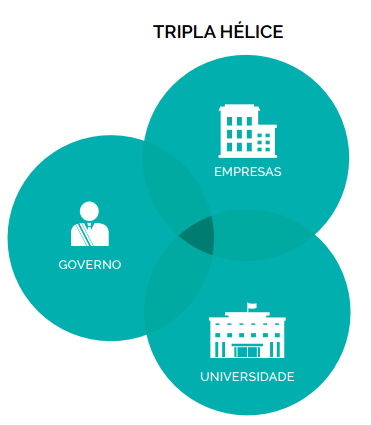 TRIPLA HÉLICE
EMPRESAS
GOVERNO
UNIVERSIDADE